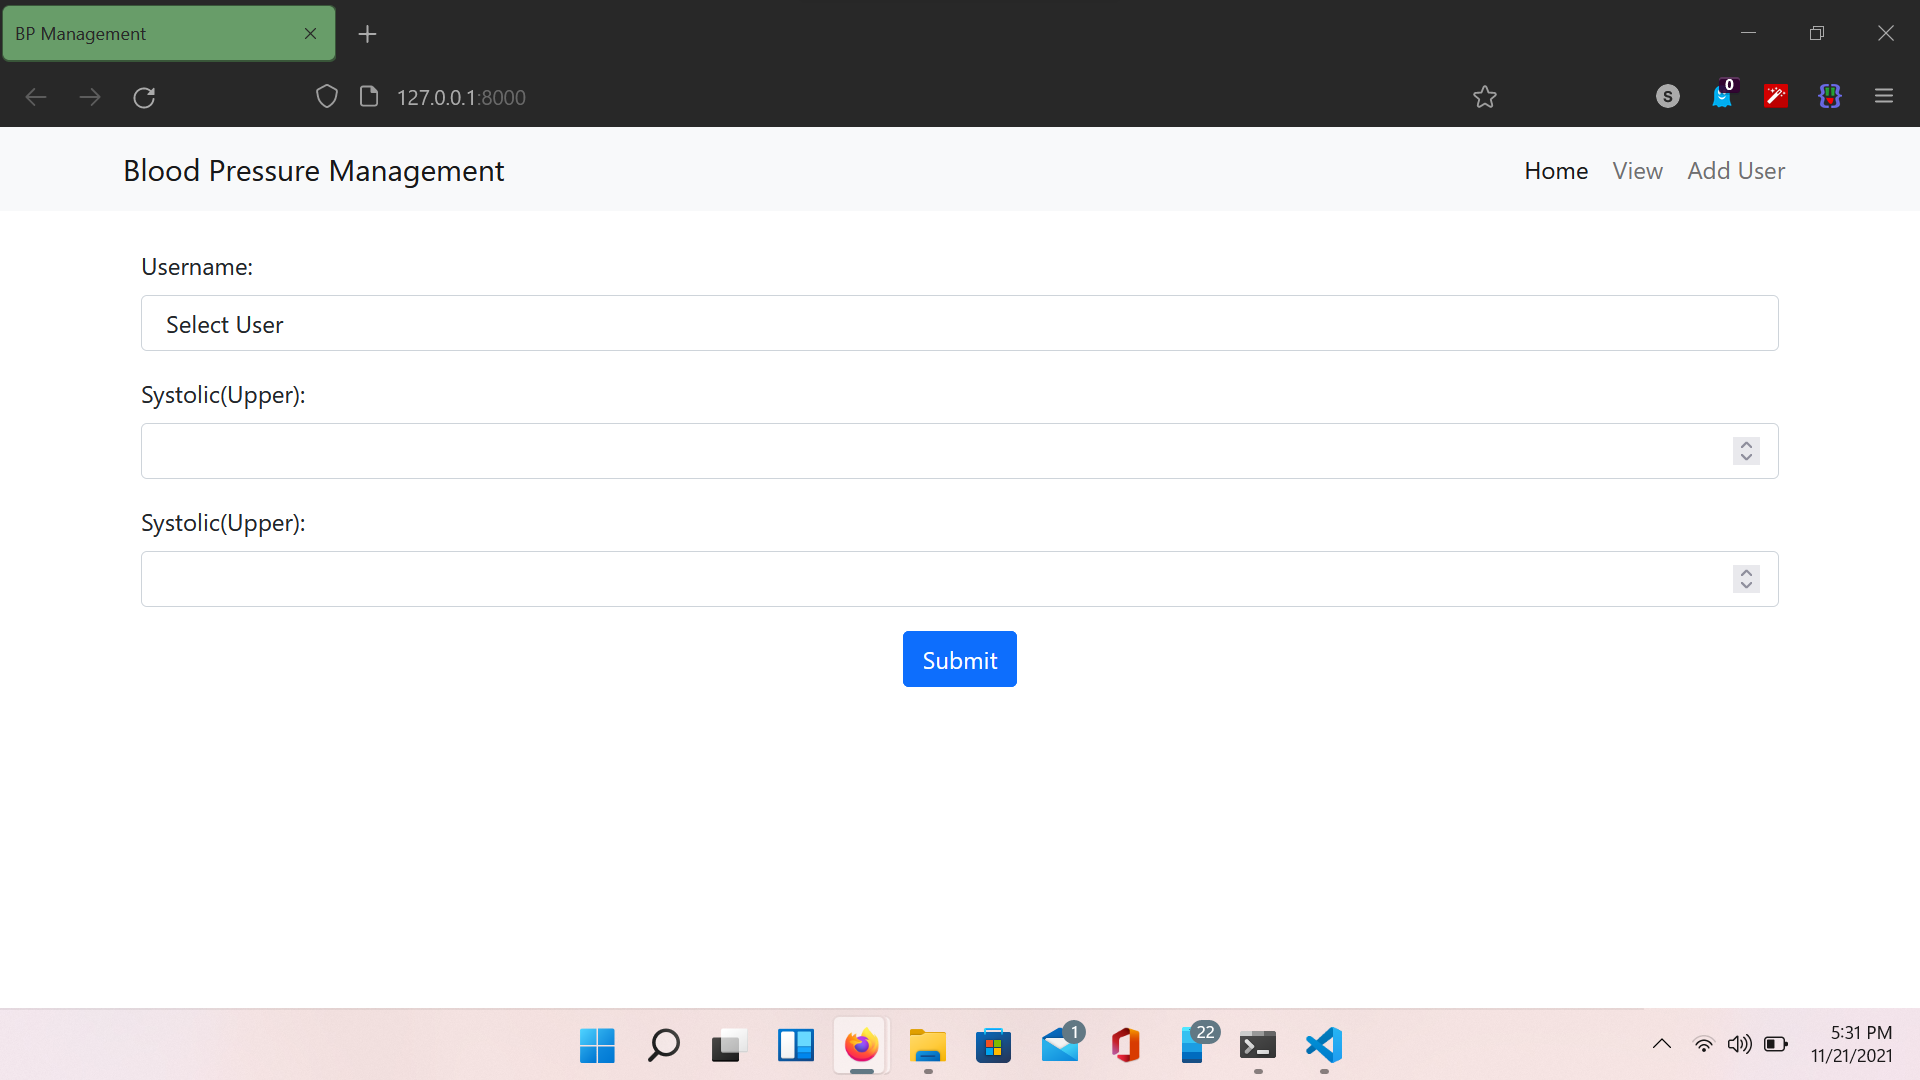 BP Management
127.0.0.1:8000
S
0
Blood Pressure Management
Home View Add User
Username:
Select User
Systolic(Upper):
Systolic(Upper):
Submit
1
22
5:31 PM
11/21/2021